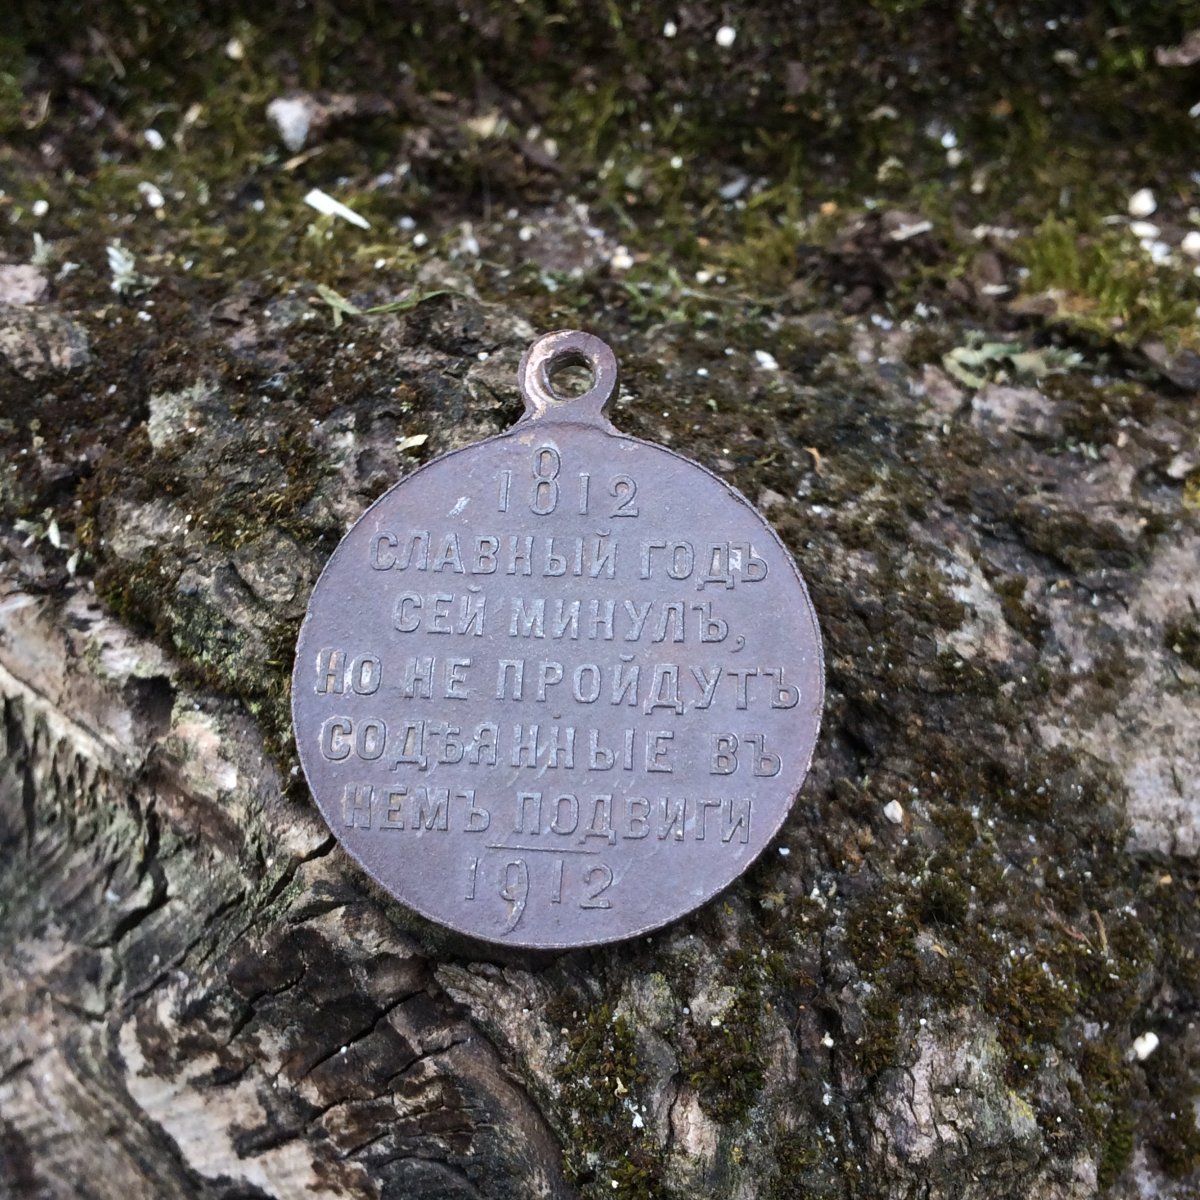 1812
СЛАВНЫЙ ГОДЪ
СЕЙ МИНУЛЪ,
НО НЕ ПРОЙДУТЪ
СОДѢЯННЫЕ ВЪ
НЕМЪ ПОДВИГИ
1912